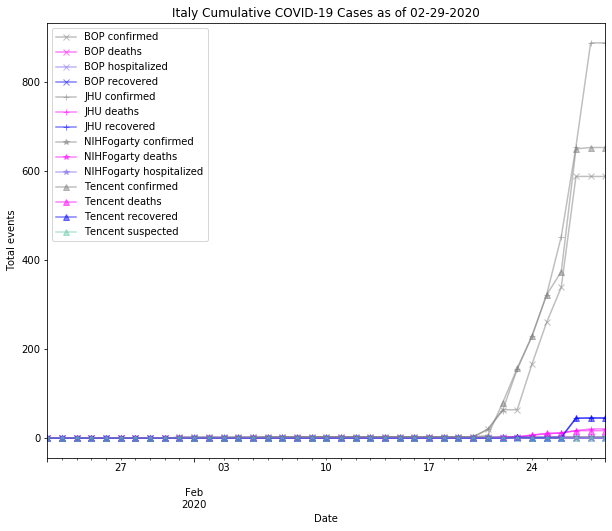 Italy Cumulative COVID-19 Cases as of 02-29-2020
BOP confirmed
BOP deaths
BOP hospitalized
BOP recovered
JHU confirmed
JHU deaths
JHU recovered
NIHFogarty confirmed
NIHFogarty deaths
NIHFogarty hospitalized
Tencent confirmed
Tencent deaths
Tencent recovered
Tencent suspected
Total events
800
600
400
200
0
27 03 10 17 24
Feb
2020
Date